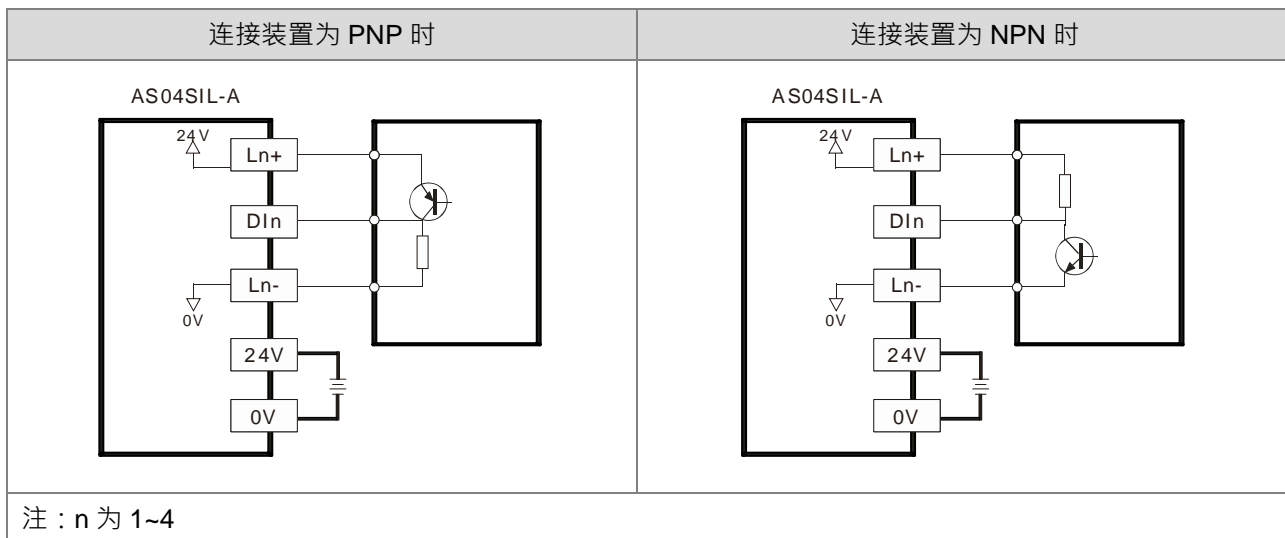 连接装置为 PNP 时
连接装置为 NPN 时
AS04SIL-A
24V
Ln+
DIn
Ln-
0V
24V
0V
AS04SIL-A
24V
Ln+
DIn
Ln-
0V
24V
0V
注：n 为 1~4